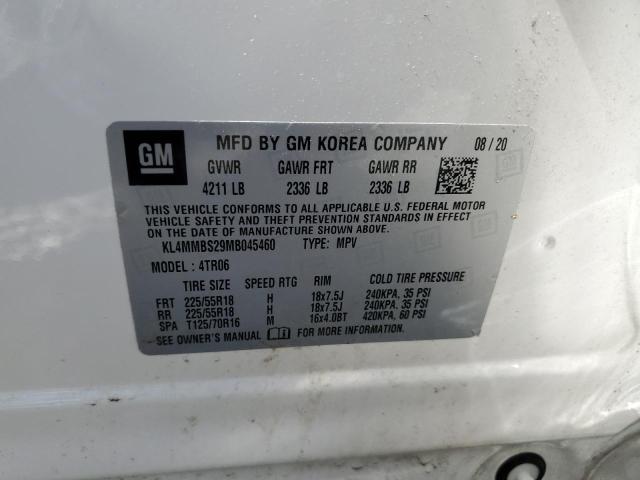 GM MFD BY GM KOREA COMPANY 08/20
GVWR GAWR FRT GAWR RR
4211 LB 2336 LB 2336 LB
THIS VEHICLE CONFORMS TO ALL APPLICABLE U.S. FEDERAL MOTOR
VEHICLE SAFETY AND THEFT PREVENTION STANDARDS IN EFFECT
ON THE DATE OF MANUFACTURE SHOWN ABOVE.
KL4MMBS29MB045460 TYPE: MPV
MODEL: 4TR06
TIRE SIZE SPEED RTG RIM COLD TIRE PRESSURE
FRT 225/55R18 H 18x7.5J 240KPA, 35 PSI
RR 225/55R18 H 18x7.5J 240KPA, 35 PSI
SPA T125/70R16 M 16x4.0BT 420KPA, 60 PSI
SEE OWNER'S MANUAL FOR MORE INFORMATION.